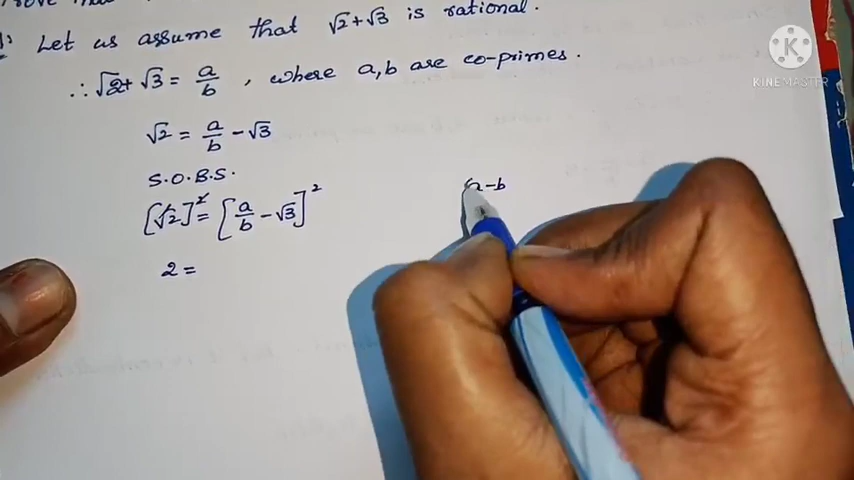 Let us assume that √2+√3 is rational.
∴ √2+ √3 = a/b , where a,b are co-primes.
√2 = a/b - √3
S.O.B.S.
[√2]² = [a/b - √3]²
(a-b
2 =
KINEMASTER